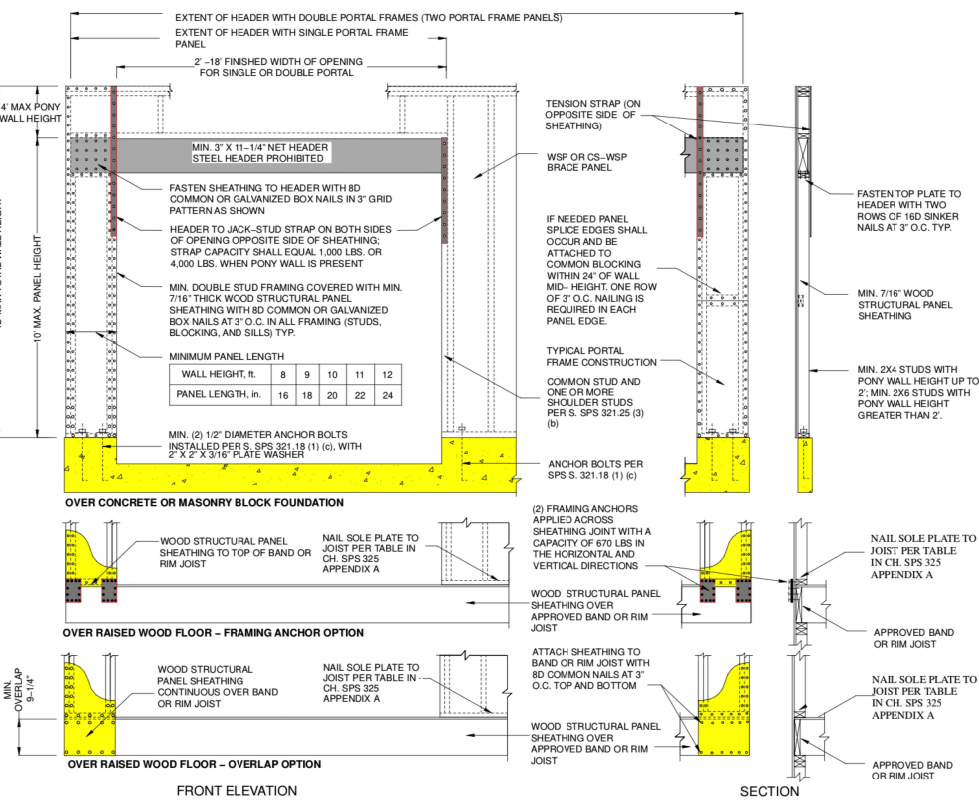 EXTENT OF HEADER WITH DOUBLE PORTAL FRAMES (TWO PORTAL FRAME PANELS)
EXTENT OF HEADER WITH SINGLE PORTAL FRAME
PANEL
2' –18' FINISHED WIDTH OF OPENING
FOR SINGLE OR DOUBLE PORTAL
4' MAX PONY
WALL HEIGHT
10' MAX. PANEL HEIGHT
MIN. 3" X 11–1/4" NET HEADER
STEEL HEADER PROHIBITED
FASTEN SHEATHING TO HEADER WITH 8D
COMMON OR GALVANIZED BOX NAILS IN 3" GRID
PATTERN AS SHOWN
HEADER TO JACK–STUD STRAP ON BOTH SIDES
OF OPENING OPPOSITE SIDE OF SHEATHING;
STRAP CAPACITY SHALL EQUAL 1,000 LBS. OR
4,000 LBS. WHEN PONY WALL IS PRESENT
MIN. DOUBLE STUD FRAMING COVERED WITH MIN.
7/16" THICK WOOD STRUCTURAL PANEL
SHEATHING WITH 8D COMMON OR GALVANIZED
BOX NAILS AT 3" O.C. IN ALL FRAMING (STUDS,
BLOCKING, AND SILLS) TYP.
MINIMUM PANEL LENGTH
WALL HEIGHT, ft. 8 9 10 11 12
PANEL LENGTH, in. 16 18 20 22 24
MIN. (2) 1/2" DIAMETER ANCHOR BOLTS
INSTALLED PER S. SPS 321.18 (1) (c), WITH
2" X 2" X 3/16" PLATE WASHER
TENSION STRAP (ON
OPPOSITE SIDE OF
SHEATHING)
WSF OR CS–WSP
BRACE PANEL
IF NEEDED PANEL
SPLICE EDGES SHALL
OCCUR AND BE
ATTACHED TO
COMMON BLOCKING
WITHIN 24" OF WALL
MID– HEIGHT. ONE ROW
OF 3" O.C. NAILING IS
REQUIRED IN EACH
PANEL EDGE.
TYPICAL PORTAL
FRAME CONSTRUCTION
COMMON STUD AND
ONE OR MORE
SHOULDER STUDS
PER S. SPS 321.25 (3)
(b)
ANCHOR BOLTS PER
SPS S. 321.18 (1) (c)
FASTEN TOP PLATE TO
HEADER WITH TWO
ROWS OF 16D SINKER
NAILS AT 3" O.C. TYP.
MIN. 7/16" WOOD
STRUCTURAL PANEL
SHEATHING
MIN. 2X4 STUDS WITH
PONY WALL HEIGHT UP TO
2'; MIN. 2X6 STUDS WITH
PONY WALL HEIGHT
GREATER THAN 2'.
OVER CONCRETE OR MASONRY BLOCK FOUNDATION
WOOD STRUCTURAL PANEL
SHEATHING TO TOP OF BAND OR
RIM JOIST
NAIL SOLE PLATE TO
JOIST PER TABLE IN
CH. SPS 325
APPENDIX A
(2) FRAMING ANCHORS
APPLIED ACROSS
SHEATHING JOINT WITH A
CAPACITY OF 670 LBS IN
THE HORIZONTAL AND
VERTICAL DIRECTIONS
WOOD STRUCTURAL PANEL
SHEATHING OVER
APPROVED BAND OR RIM
JOIST
NAIL SOLE PLATE TO
JOIST PER TABLE
IN CH. SPS 325
APPENDIX A
APPROVED BAND
OR RIM JOIST
OVER RAISED WOOD FLOOR – FRAMING ANCHOR OPTION
MIN.
OVERLAP
9–1/4"
WOOD STRUCTURAL
PANEL SHEATHING
CONTINUOUS OVER BAND
OR RIM JOIST
NAIL SOLE PLATE TO
JOIST PER TABLE IN
CH. SPS 325
APPENDIX A
ATTACH SHEATHING TO
BAND OR RIM JOIST WITH
8D COMMON NAILS AT 3"
O.C. TOP AND BOTTOM
WOOD STRUCTURAL PANEL
SHEATHING OVER
APPROVED BAND OR RIM
JOIST
NAIL SOLE PLATE TO
JOIST PER TABLE
IN CH. SPS 325
APPENDIX A
APPROVED BAND
OR RIM JOIST
OVER RAISED WOOD FLOOR – OVERLAP OPTION
FRONT ELEVATION
SECTION